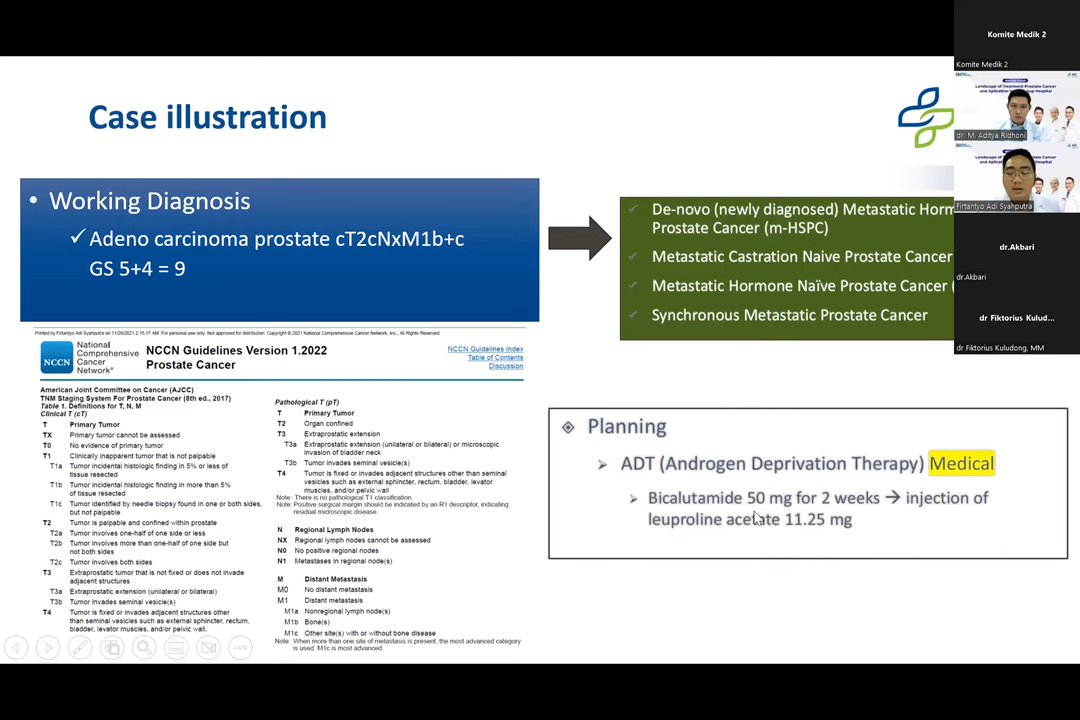 Case illustration
• Working Diagnosis
✓ Adeno carcinoma prostate cT2cNxM1b+c
GS 5+4 = 9
De-novo (newly diagnosed) Metastatic Horm
Prostate Cancer (m-HSPC)
Metastatic Castration Naive Prostate Cancer
Metastatic Hormone Naïve Prostate Cancer (
Synchronous Metastatic Prostate Cancer
Printed by Firtantyo Adi Syahputra on 11/26/2021 2:15:17 AM. For personal use only. Not approved for distribution. Copyright © 2021 National Comprehensive Cancer Network, Inc., All Rights Reserved.
NCCN
National
Comprehensive
Cancer
Network®
NCCN Guidelines Version 1.2022
Prostate Cancer
NCCN Guidelines Index
Table of Contents
Discussion
American Joint Committee on Cancer (AJCC)
TNM Staging System For Prostate Cancer (8th ed., 2017)
Table 1. Definitions for T, N, M
Clinical T (cT)
T Primary Tumor
TX Primary tumor cannot be assessed
T0 No evidence of primary tumor
T1 Clinically inapparent tumor that is not palpable
T1a Tumor incidental histologic finding in 5% or less of
tissue resected
T1b Tumor incidental histologic finding in more than 5%
of tissue resected
T1c Tumor identified by needle biopsy found in one or both sides,
but not palpable
T2 Tumor is palpable and confined within prostate
T2a Tumor involves one-half of one side or less
T2b Tumor involves more than one-half of one side but
not both sides
T2c Tumor involves both sides
T3 Extraprostatic tumor that is not fixed or does not invade
adjacent structures
T3a Extraprostatic extension (unilateral or bilateral)
T3b Tumor invades seminal vesicle(s)
T4 Tumor is fixed or invades adjacent structures other
than seminal vesicles such as external sphincter, rectum,
bladder, levator muscles, and/or pelvic wall.
Pathological T (pT)
T Primary Tumor
T2 Organ confined
T3 Extraprostatic extension
T3a Extraprostatic extension (unilateral or bilateral) or microscopic
invasion of bladder neck
T3b Tumor invades seminal vesicle(s)
T4 Tumor is fixed or invades adjacent structures other than seminal
vesicles such as external sphincter, rectum, bladder, levator
muscles, and/or pelvic wall
Note: There is no pathological T1 classification.
Note: Positive surgical margin should be indicated by an R1 descriptor, indicating
residual microscopic disease.
N Regional Lymph Nodes
NX Regional lymph nodes cannot be assessed
N0 No positive regional nodes
N1 Metastases in regional node(s)
M Distant Metastasis
M0 No distant metastasis
M1 Distant metastasis
M1a Nonregional lymph node(s)
M1b Bone(s)
M1c Other site(s) with or without bone disease
Note: When more than one site of metastasis is present, the most advanced category
is used. M1c is most advanced.
Planning
ADT (Androgen Deprivation Therapy) Medical
Bicalutamide 50 mg for 2 weeks → injection of
leuproline acetate 11.25 mg
Komite Medik 2
Komite Medik 2
Landscape of Treatment Prostate Cancer
dr. M. Aditya Ridhoni
Firtantyo Adi Syahputra
dr.Akbari
dr.Akbari
dr Fiktorius Kulud...
dr Fiktorius Kuludong, MM